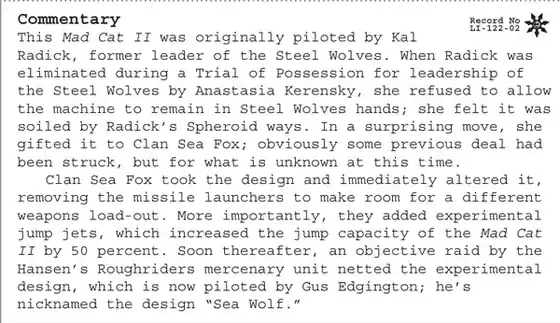 Commentary
Record No
LI-122-02
This Mad Cat II was originally piloted by Kal
Radick, former leader of the Steel Wolves. When Radick was
eliminated during a Trial of Possession for leadership of
the Steel Wolves by Anastasia Kerensky, she refused to allow
the machine to remain in Steel Wolves hands; she felt it was
soiled by Radick's Spheroid ways. In a surprising move, she
gifted it to Clan Sea Fox; obviously some previous deal had
been struck, but for what is unknown at this time.
Clan Sea Fox took the design and immediately altered it,
removing the missile launchers to make room for a different
weapons load-out. More importantly, they added experimental
jump jets, which increased the jump capacity of the Mad Cat
II by 50 percent. Soon thereafter, an objective raid by the
Hansen's Roughriders mercenary unit netted the experimental
design, which is now piloted by Gus Edgington; he's
nicknamed the design “Sea Wolf.”